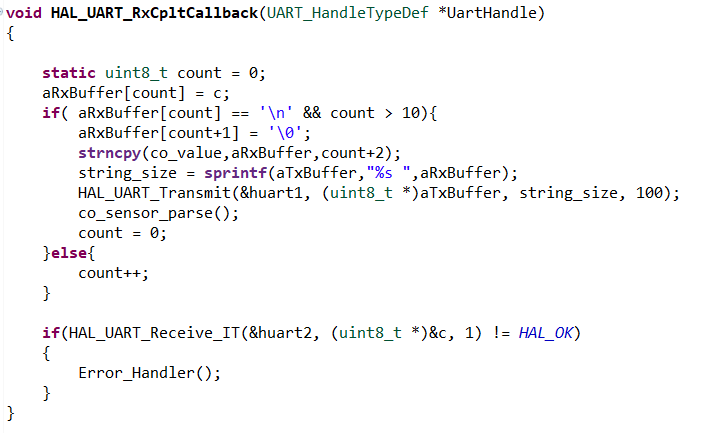 void HAL_UART_RxCpltCallback(UART_HandleTypeDef *UartHandle)
{
static uint8_t count = 0;
aRxBuffer[count] = c;
if( aRxBuffer[count] == '\n' && count > 10){
aRxBuffer[count+1] = '\0';
strncpy(co_value,aRxBuffer,count+2);
string_size = sprintf(aTxBuffer,"%s ",aRxBuffer);
HAL_UART_Transmit(&huart1, (uint8_t *)aTxBuffer, string_size, 100);
co_sensor_parse();
count = 0;
}else{
count++;
}
if(HAL_UART_Receive_IT(&huart2, (uint8_t *)&c, 1) != HAL_OK)
{
Error_Handler();
}
}